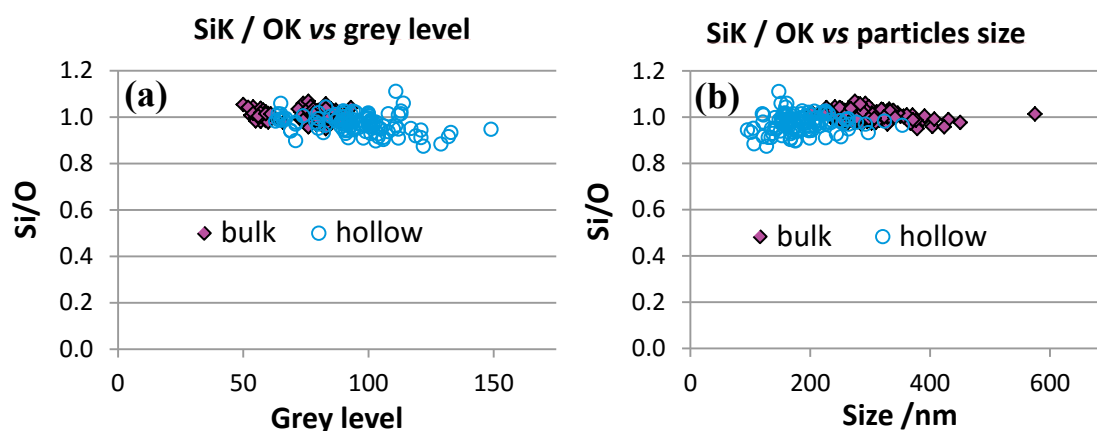 SiK / OK vs grey level
(a)
Si/O
1.2
1.0
0.8
0.6
0.4
0.2
0.0
bulk hollow
0 50 100 150
Grey level
SiK / OK vs particles size
(b)
Si/O
1.2
1.0
0.8
0.6
0.4
0.2
0.0
bulk hollow
0 200 400 600
Size /nm